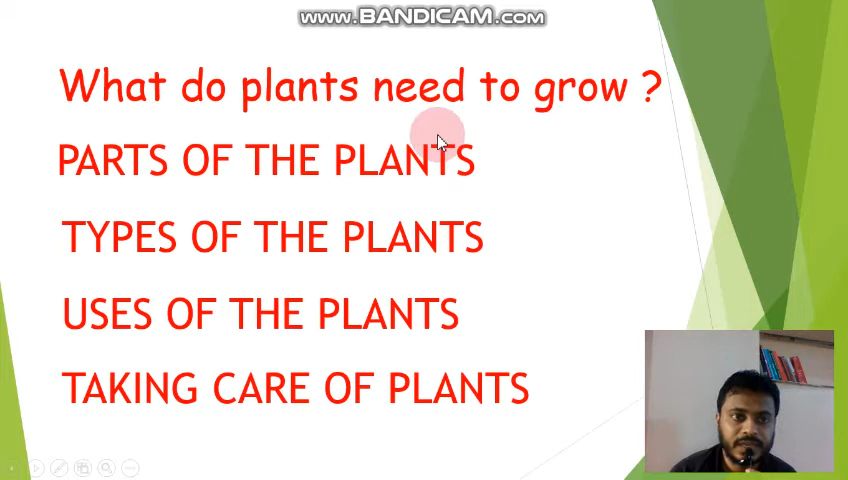 WWW.BANDICAM.COM
What do plants need to grow ?
PARTS OF THE PLANTS
TYPES OF THE PLANTS
USES OF THE PLANTS
TAKING CARE OF PLANTS